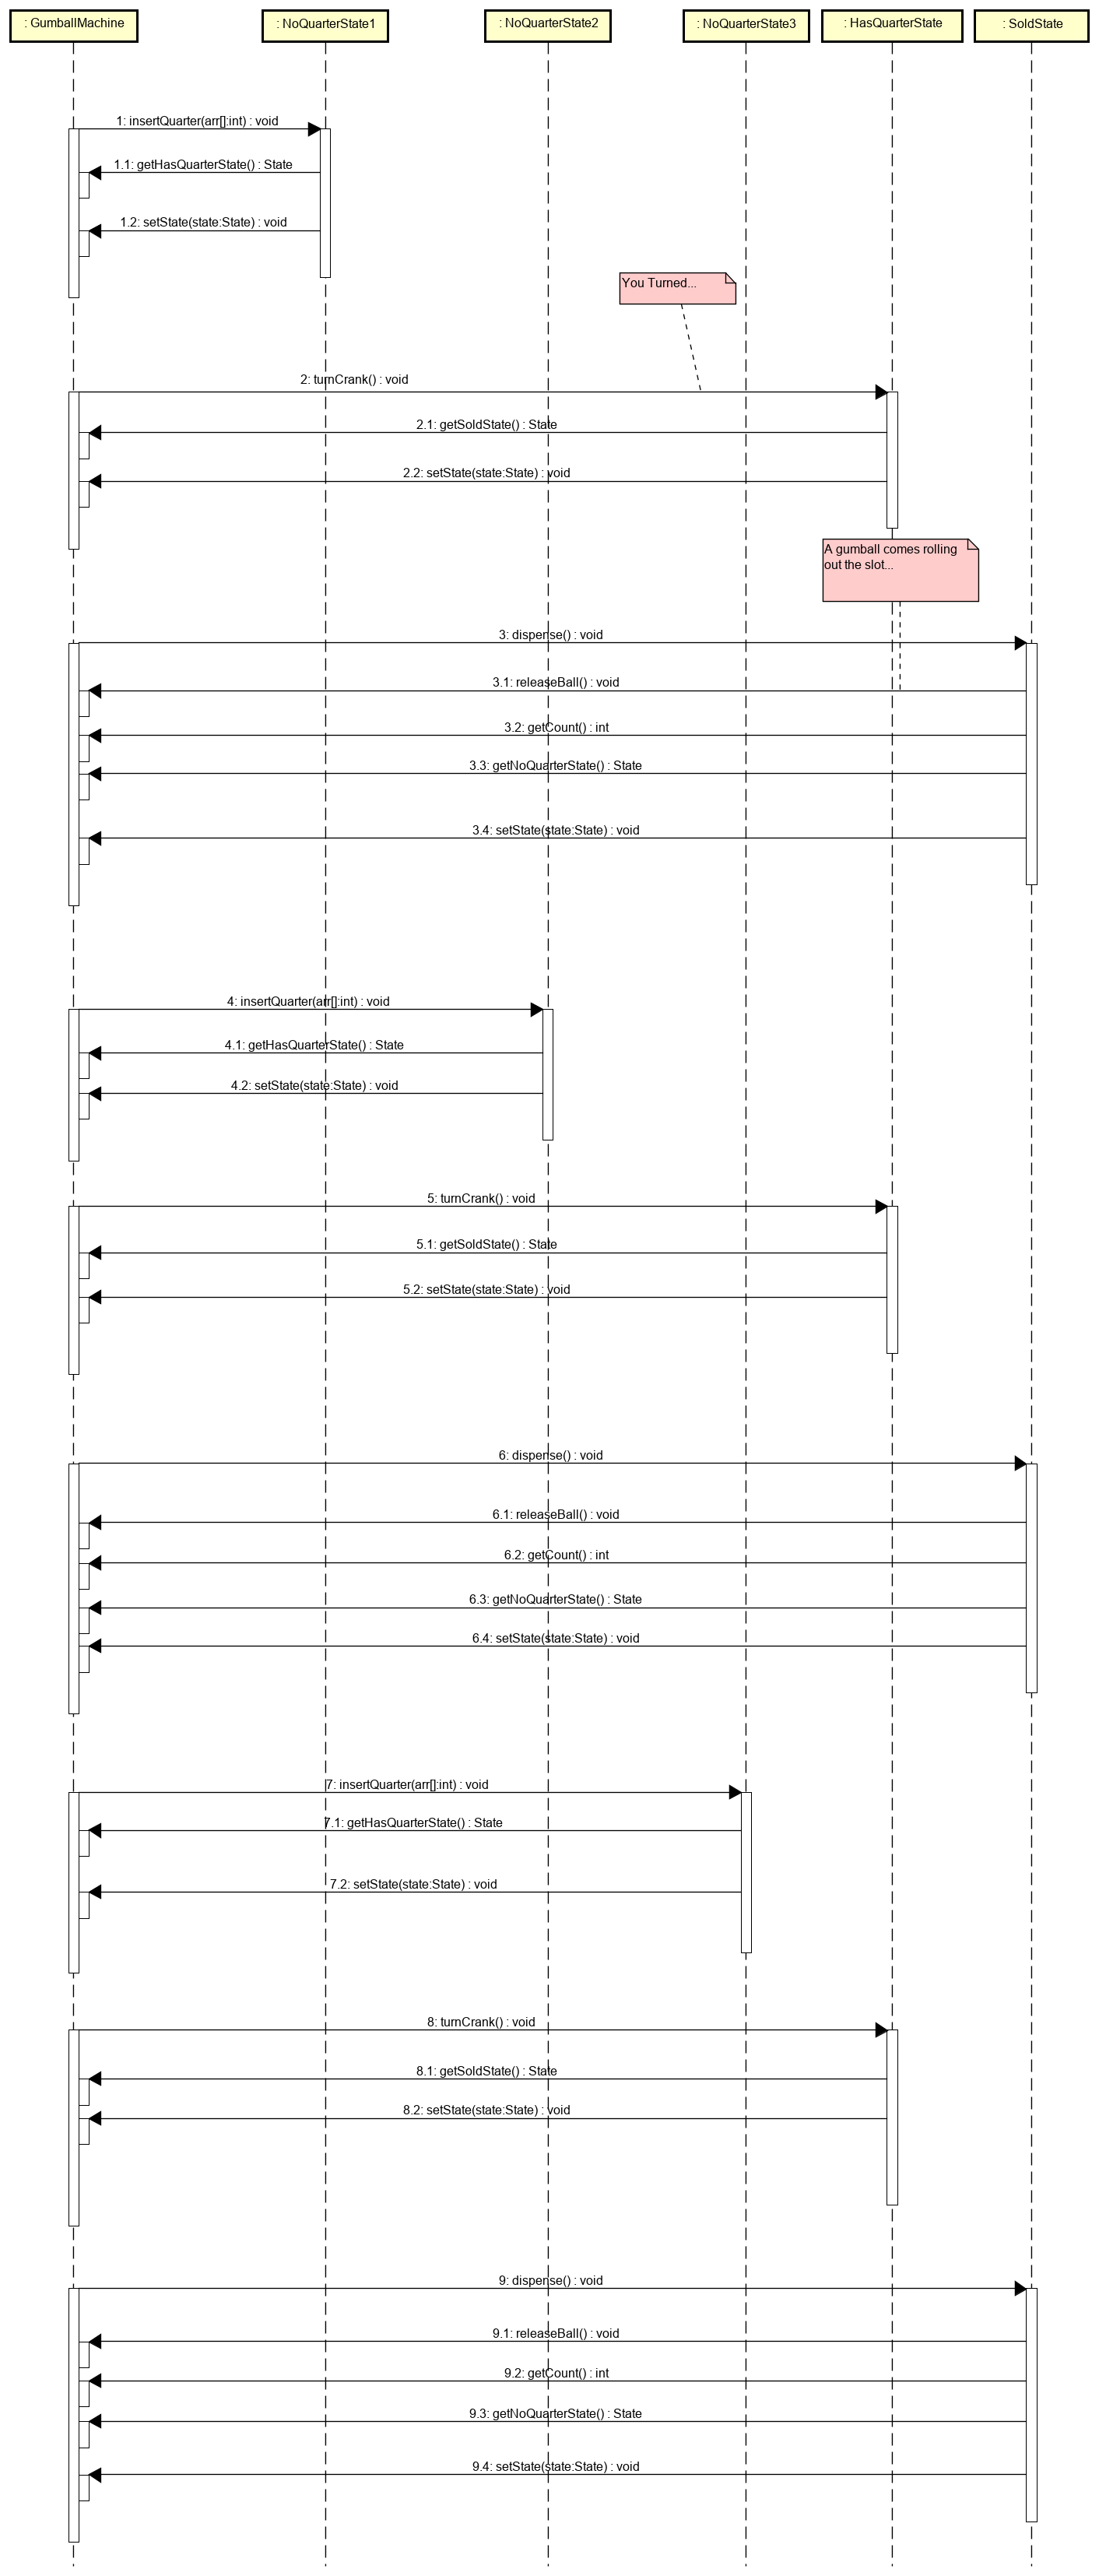 : GumballMachine
: NoQuarterState1
: NoQuarterState2
: NoQuarterState3
: HasQuarterState
: SoldState
1: insertQuarter(arr[]:int) : void
1.1: getHasQuarterState() : State
1.2: setState(state:State) : void
You Turned...
2: turnCrank() : void
2.1: getSoldState() : State
2.2: setState(state:State) : void
A gumball comes rolling
out the slot...
3: dispense() : void
3.1: releaseBall() : void
3.2: getCount() : int
3.3: getNoQuarterState() : State
3.4: setState(state:State) : void
4: insertQuarter(arr[]:int) : void
4.1: getHasQuarterState() : State
4.2: setState(state:State) : void
5: turnCrank() : void
5.1: getSoldState() : State
5.2: setState(state:State) : void
6: dispense() : void
6.1: releaseBall() : void
6.2: getCount() : int
6.3: getNoQuarterState() : State
6.4: setState(state:State) : void
7: insertQuarter(arr[]:int) : void
7.1: getHasQuarterState() : State
7.2: setState(state:State) : void
8: turnCrank() : void
8.1: getSoldState() : State
8.2: setState(state:State) : void
9: dispense() : void
9.1: releaseBall() : void
9.2: getCount() : int
9.3: getNoQuarterState() : State
9.4: setState(state:State) : void